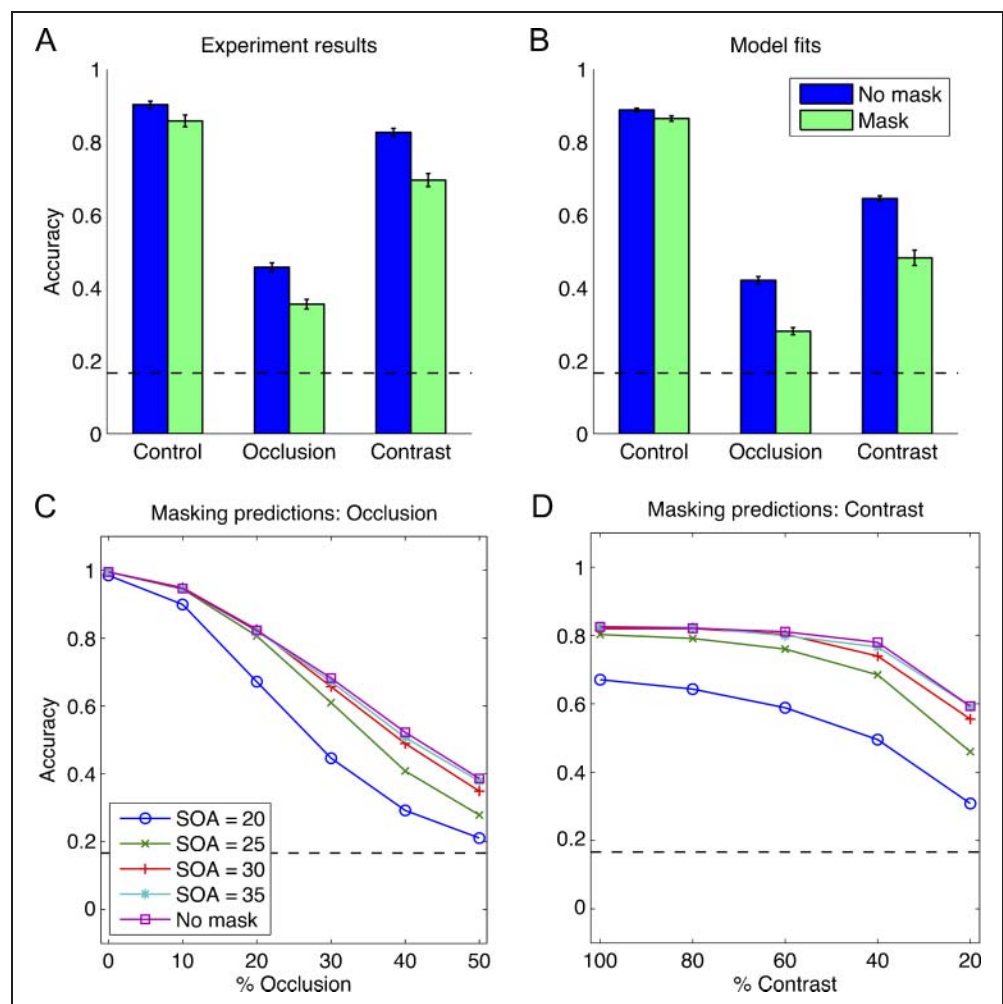 A
Experiment results
1
0.8
0.6
0.4
0.2
0
Accuracy
Control Occlusion Contrast
B
Model fits
No mask
Mask
1
0.8
0.6
0.4
0.2
0
Control Occlusion Contrast
C
Masking predictions: Occlusion
1
0.8
0.6
0.4
0.2
0
Accuracy
SOA = 20
SOA = 25
SOA = 30
SOA = 35
No mask
0 10 20 30 40 50
% Occlusion
D
Masking predictions: Contrast
1
0.8
0.6
0.4
0.2
0
100 80 60 40 20
% Contrast